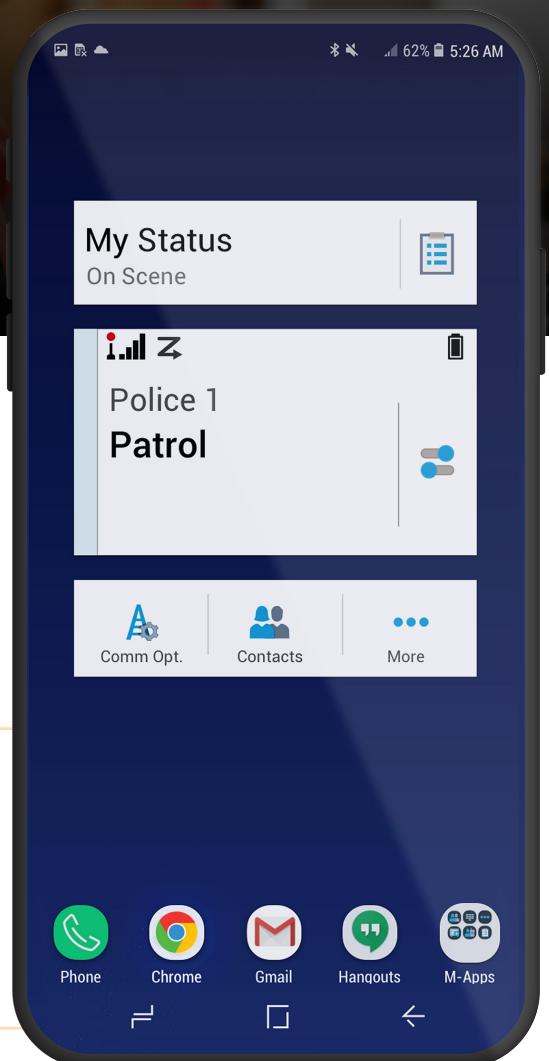 62% 5:26 AM
My Status
On Scene
Police 1
Patrol
Comm Opt.
Contacts
More
Phone
Chrome
Gmail
Hangouts
M-Apps